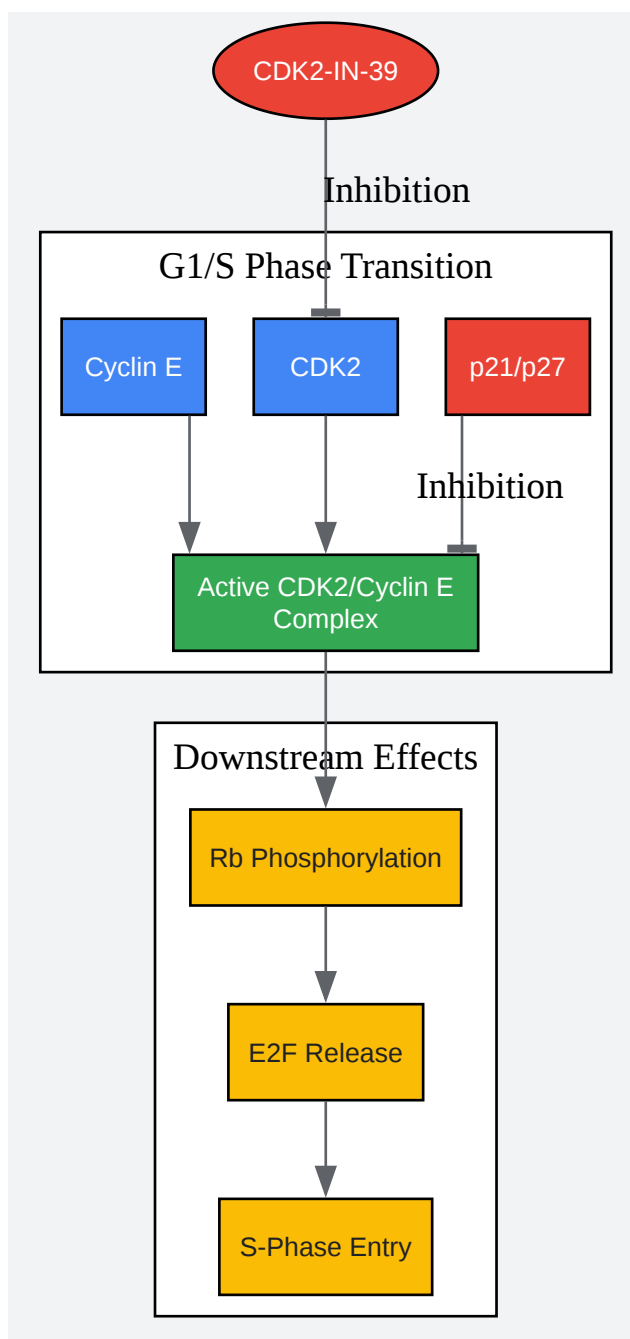 CDK2-IN-39
Inhibition
G1/S Phase Transition
Cyclin E
CDK2
p21/p27
Inhibition
Active CDK2/Cyclin E
Complex
Downstream Effects
Rb Phosphorylation
E2F Release
S-Phase Entry